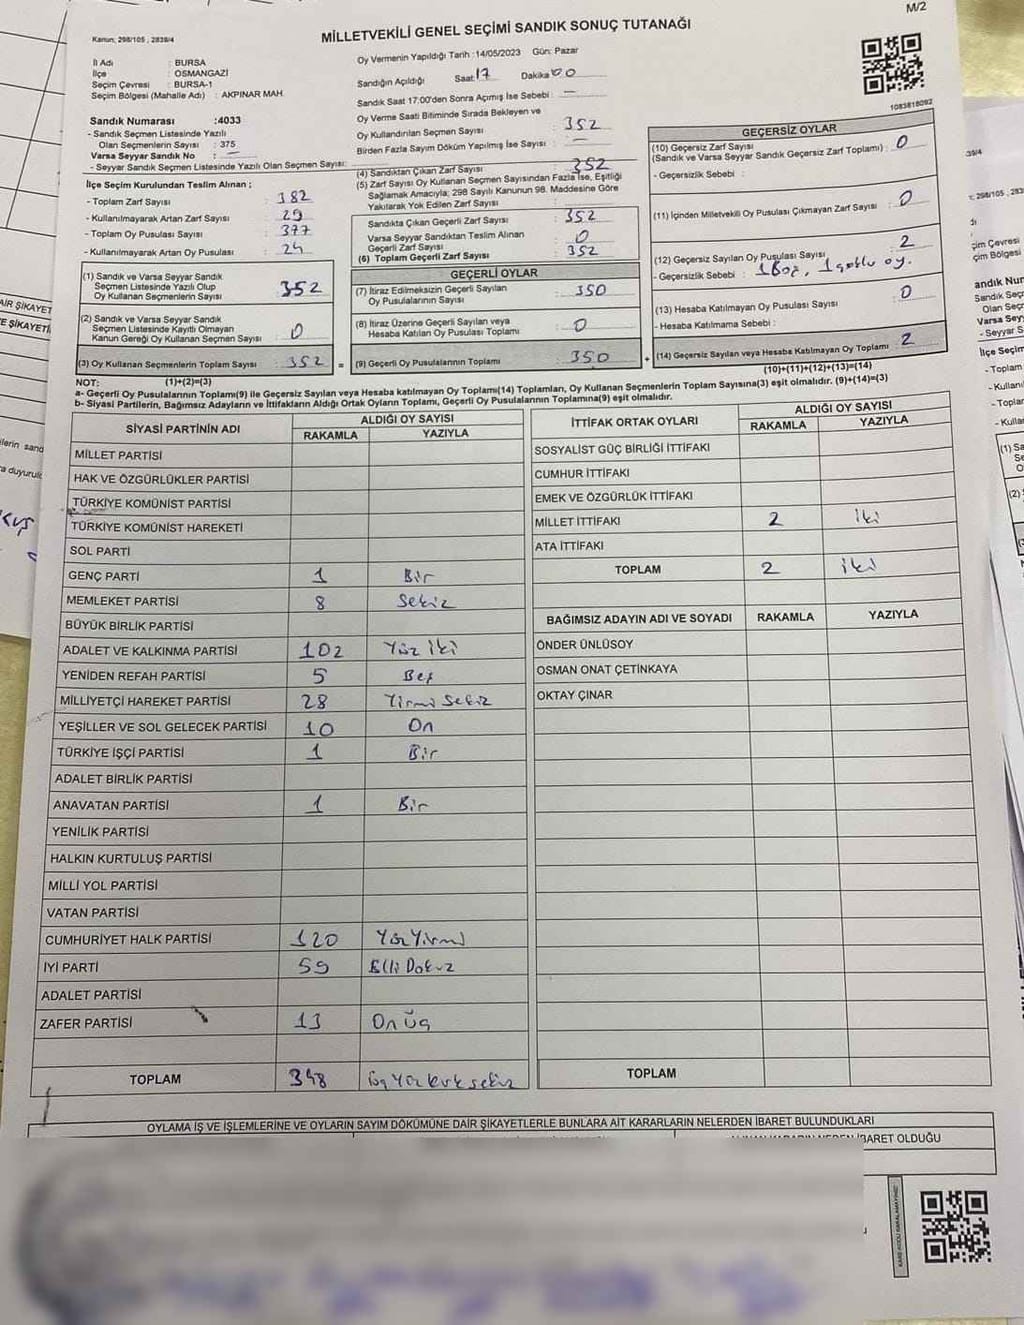 M/2
Kanun; 298/105 , 2839/4
MİLLETVEKİLİ GENEL SEÇİMİ SANDIK SONUÇ TUTANAĞI
İl Adı : BURSA
İlçe : OSMANGAZİ
Seçim Çevresi : BURSA-1
Seçim Bölgesi (Mahalle Adı) : AKPINAR MAH.
Sandık Numarası :4033
- Sandık Seçmen Listesinde Yazılı
Olan Seçmenlerin Sayısı : 375
Varsa Seyyar Sandık No : —
- Seyyar Sandık Seçmen Listesinde Yazılı Olan Seçmen Sayısı:
İlçe Seçim Kurulundan Teslim Alınan ;
- Toplam Zarf Sayısı : 382
- Kullanılmayarak Artan Zarf Sayısı : 29
- Toplam Oy Pusulası Sayısı : 377
- Kullanılmayarak Artan Oy Pusulası : 24
(1) Sandık ve Varsa Seyyar Sandık
Seçmen Listesinde Yazılı Olup
Oy Kullanan Seçmenlerin Sayısı 352
(2) Sandık ve Varsa Seyyar Sandık
Seçmen Listesinde Kayıtlı Olmayan
Kanun Gereği Oy Kullanan Seçmen Sayısı 0
(3) Oy Kullanan Seçmenlerin Toplam Sayısı 352 =
(1)+(2)=(3)
Oy Vermenin Yapıldığı Tarih :14/05/2023 Gün: Pazar
Sandığın Açıldığı Saat 17 Dakika 00
Sandık Saat 17:00'den Sonra Açımış İse Sebebi : —
Oy Verme Saati Bitiminde Sırada Bekleyen ve
Oy Kullandırılan Seçmen Sayısı : 352
Birden Fazla Sayım Döküm Yapılmış İse Sayısı : —
(4) Sandıktan Çıkan Zarf Sayısı : 352
(5) Zarf Sayısı Oy Kullanan Seçmen Sayısından Fazla İse, Eşitliği
Sağlamak Amacıyla; 298 Sayılı Kanunun 98. Maddesine Göre
Yakılarak Yok Edilen Zarf Sayısı :
Sandıkta Çıkan Geçerli Zarf Sayısı : 352
Varsa Seyyar Sandıktan Teslim Alınan
Geçerli Zarf Sayısı : 0
(6) Toplam Geçerli Zarf Sayısı : 352
GEÇERLİ OYLAR
(7) İtiraz Edilmeksizin Geçerli Sayılan
Oy Pusulalarının Sayısı : 350
(8) İtiraz Üzerine Geçerli Sayılan veya
Hesaba Katılan Oy Pusulası Toplamı : 0
(9) Geçerli Oy Pusulalarının Toplamı : 350 +
1083818092
GEÇERSİZ OYLAR
(10) Geçersiz Zarf Sayısı
(Sandık ve Varsa Seyyar Sandık Geçersiz Zarf Toplamı) : 0
- Geçersizlik Sebebi :
(11) İçinden Milletvekili Oy Pusulası Çıkmayan Zarf Sayısı : 0
(12) Geçersiz Sayılan Oy Pusulası Sayısı : 2
- Geçersizlik Sebebi : 1 Boş, 1 çoklu oy.
(13) Hesaba Katılmayan Oy Pusulası Sayısı : 0
- Hesaba Katılmama Sebebi :
(14) Geçersiz Sayılan veya Hesaba Katılmayan Oy Toplamı : 2
(10)+(11)+(12)+(13)=(14)
NOT:
a- Geçerli Oy Pusulalarının Toplamı(9) ile Geçersiz Sayılan veya Hesaba katılmayan Oy Toplamı(14) Toplamları, Oy Kullanan Seçmenlerin Toplam Sayısına(3) eşit olmalıdır. (9)+(14)=(3)
b- Siyasi Partilerin, Bağımsız Adayların ve İttifakların Aldığı Ortak Oyların Toplamı, Geçerli Oy Pusulalarının Toplamına(9) eşit olmalıdır.
SİYASİ PARTİNİN ADI ALDIĞI OY SAYISI
RAKAMLA YAZIYLA
MİLLET PARTİSİ
HAK VE ÖZGÜRLÜKLER PARTİSİ
TÜRKİYE KOMÜNİST PARTİSİ
TÜRKİYE KOMÜNİST HAREKETİ
SOL PARTİ
GENÇ PARTİ 1 Bir
MEMLEKET PARTİSİ 8 Sekiz
BÜYÜK BİRLİK PARTİSİ
ADALET VE KALKINMA PARTİSİ 102 Yüz iki
YENİDEN REFAH PARTİSİ 5 Beş
MİLLİYETÇİ HAREKET PARTİSİ 28 Yirmi Sekiz
YEŞİLLER VE SOL GELECEK PARTİSİ 10 On
TÜRKİYE İŞÇİ PARTİSİ 1 Bir
ADALET BİRLİK PARTİSİ
ANAVATAN PARTİSİ 1 Bir
YENİLİK PARTİSİ
HALKIN KURTULUŞ PARTİSİ
MİLLİ YOL PARTİSİ
VATAN PARTİSİ
CUMHURİYET HALK PARTİSİ 120 Yüz Yirmi
İYİ PARTİ 59 Elli Dokuz
ADALET PARTİSİ
ZAFER PARTİSİ 13 On üç
TOPLAM 348 üç Yüz kırk sekiz
İTTİFAK ORTAK OYLARI ALDIĞI OY SAYISI
RAKAMLA YAZIYLA
SOSYALİST GÜÇ BİRLİĞİ İTTİFAKI
CUMHUR İTTİFAKI
EMEK VE ÖZGÜRLÜK İTTİFAKI
MİLLET İTTİFAKI 2 iki
ATA İTTİFAKI
TOPLAM 2 iki
BAĞIMSIZ ADAYIN ADI VE SOYADI RAKAMLA YAZIYLA
ÖNDER ÜNLÜSOY
OSMAN ONAT ÇETİNKAYA
OKTAY ÇINAR
TOPLAM
OYLAMA İŞ VE İŞLEMLERİNE VE OYLARIN SAYIM DÖKÜMÜNE DAİR ŞİKAYETLERLE BUNLARA AİT KARARLARIN NELERDEN İBARET BULUNDUKLARI
BARET OLDUĞU